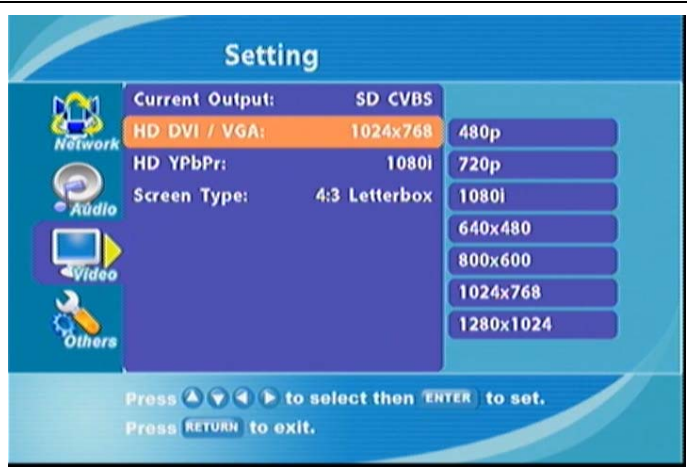 Setting
Network
Audio
Video
Others
Current Output: SD CVBS
HD DVI / VGA: 1024x768
HD YPbPr: 1080i
Screen Type: 4:3 Letterbox
480p
720p
1080i
640x480
800x600
1024x768
1280x1024
Press to select then ENTER to set.
Press RETURN to exit.